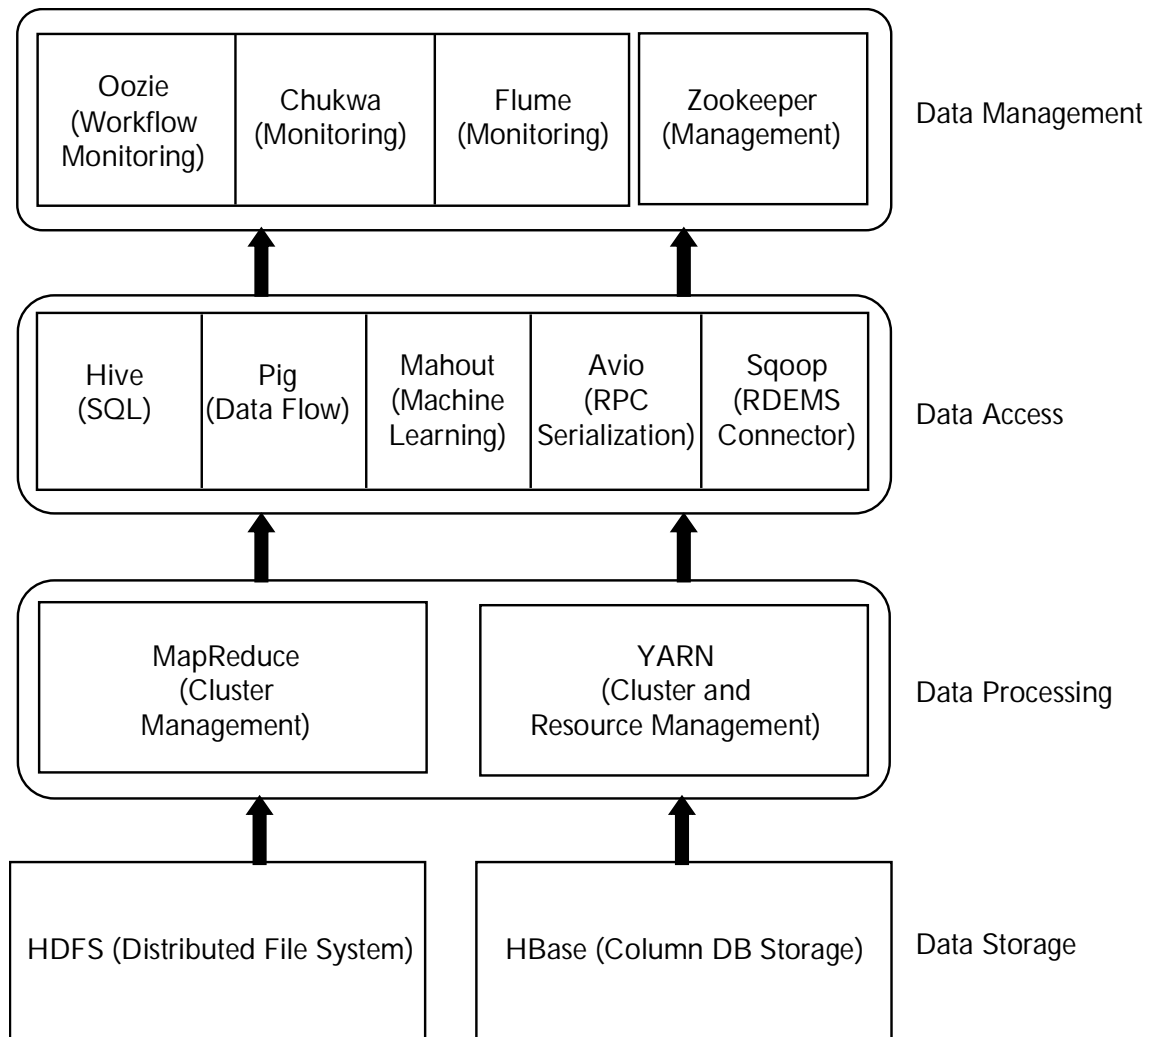 Oozie
(Workflow
Monitoring)
Chukwa
(Monitoring)
Flume
(Monitoring)
Zookeeper
(Management)
Data Management
Hive
(SQL)
Pig
(Data Flow)
Mahout
(Machine
Learning)
Avio
(RPC
Serialization)
Sqoop
(RDEMS
Connector)
Data Access
MapReduce
(Cluster
Management)
YARN
(Cluster and
Resource Management)
Data Processing
HDFS (Distributed File System)
HBase (Column DB Storage)
Data Storage